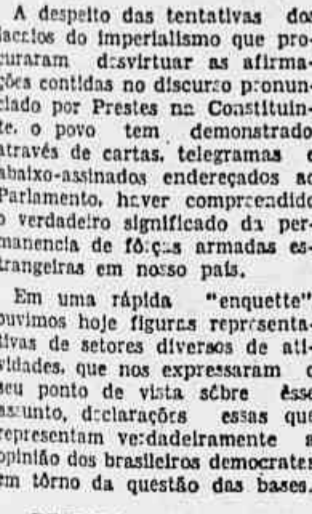 A despeito das tentativas dos
lacaios do imperialismo que pro-
curaram desvirtuar as afirma-
ções contidas no discurso pronun-
ciado por Prestes na Constituin-
te, o povo tem demonstrado
através de cartas, telegramas e
abaixo-assinados endereçados ao
Parlamento, haver compreendido
o verdadeiro significado da per-
manencia de fôrças armadas es-
trangeiras em nosso país.
Em uma rápida "enquette"
ouvimos hoje figuras representa-
tivas de setores diversos de ati-
vidades, que nos expressaram o
seu ponto de vista sôbre êsse
assunto, declarações essas que
representam verdadeiramente a
opinião dos brasileiros democrates
em tôrno da questão das bases.